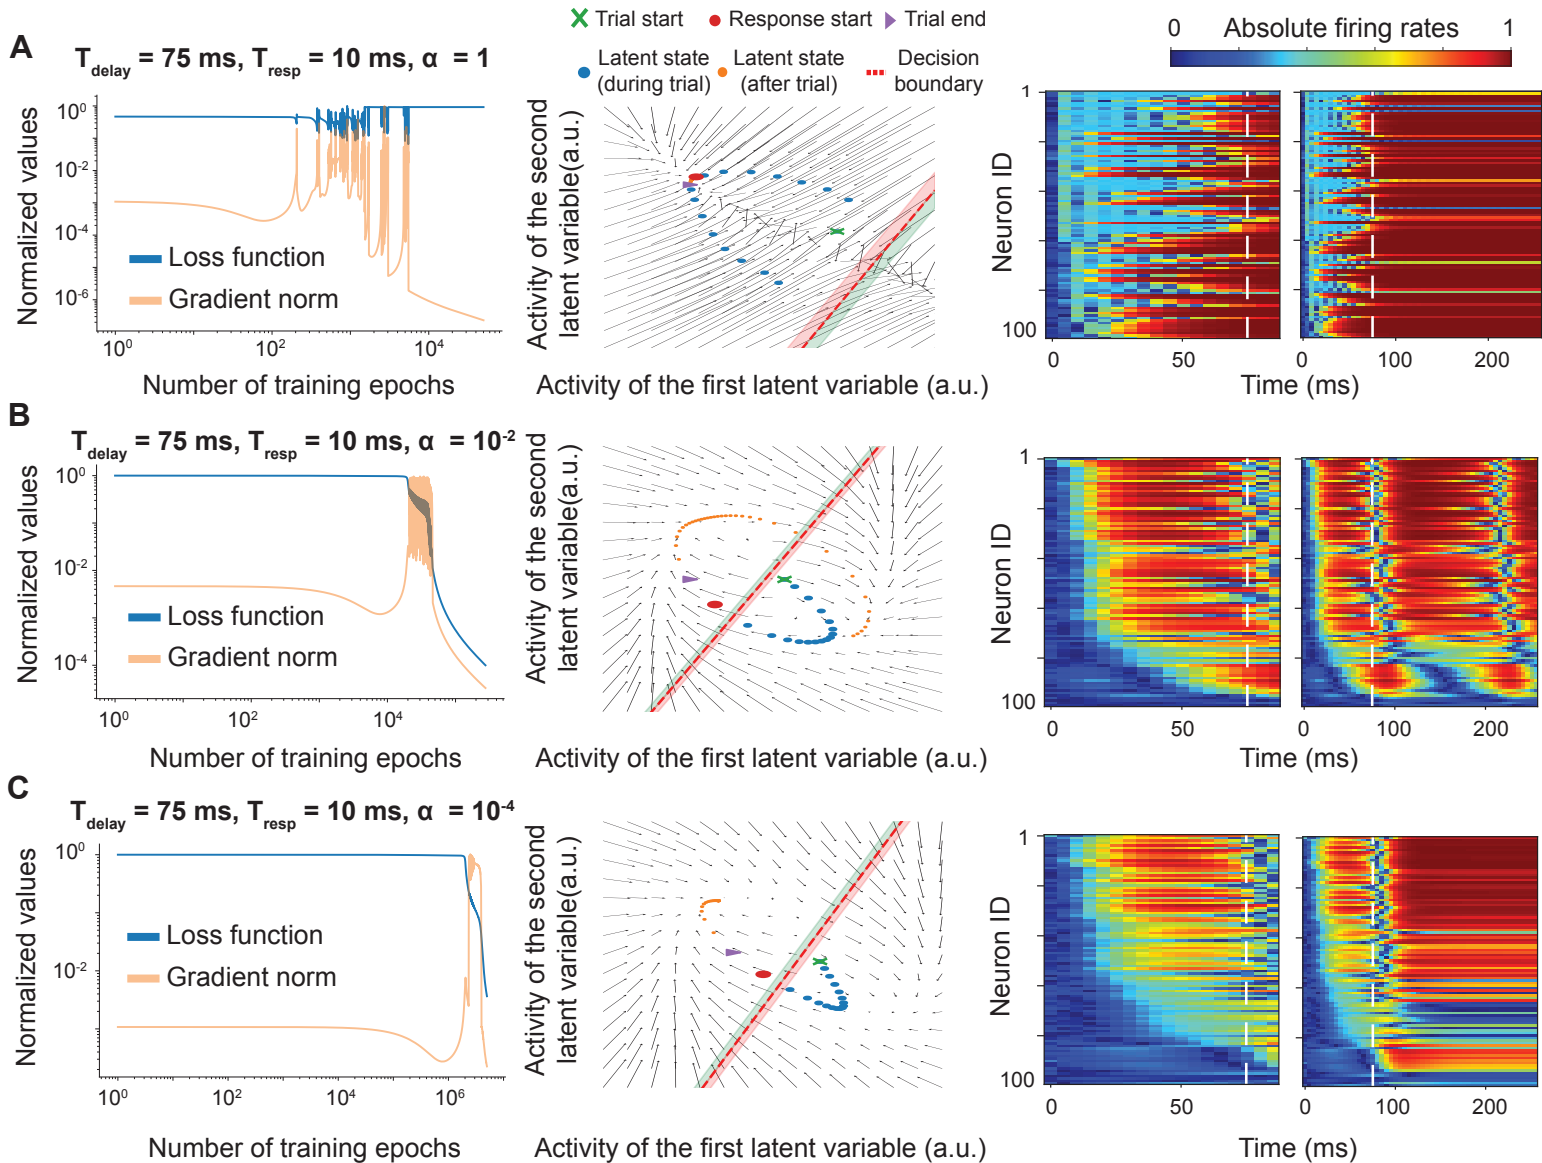 Trial start
Response start
Trial end
Latent state (during trial)
Latent state (after trial)
Decision boundary
0 Absolute firing rates 1
A
T_delay = 75 ms, T_resp = 10 ms, α = 1
Normalized values
10^0
10^-2
10^-4
10^-6
Loss function
Gradient norm
10^0 10^2 10^4
Number of training epochs
Activity of the second latent variable(a.u.)
Activity of the first latent variable (a.u.)
Neuron ID
1
100
0 50
0 100 200
Time (ms)
B
T_delay = 75 ms, T_resp = 10 ms, α = 10^-2
Normalized values
10^0
10^-2
10^-4
Loss function
Gradient norm
10^0 10^2 10^4
Number of training epochs
Activity of the second latent variable(a.u.)
Activity of the first latent variable (a.u.)
Neuron ID
1
100
0 50
0 100 200
Time (ms)
C
T_delay = 75 ms, T_resp = 10 ms, α = 10^-4
Normalized values
10^0
10^-2
Loss function
Gradient norm
10^0 10^2 10^4 10^6
Number of training epochs
Activity of the second latent variable(a.u.)
Activity of the first latent variable (a.u.)
Neuron ID
1
100
0 50
0 100 200
Time (ms)